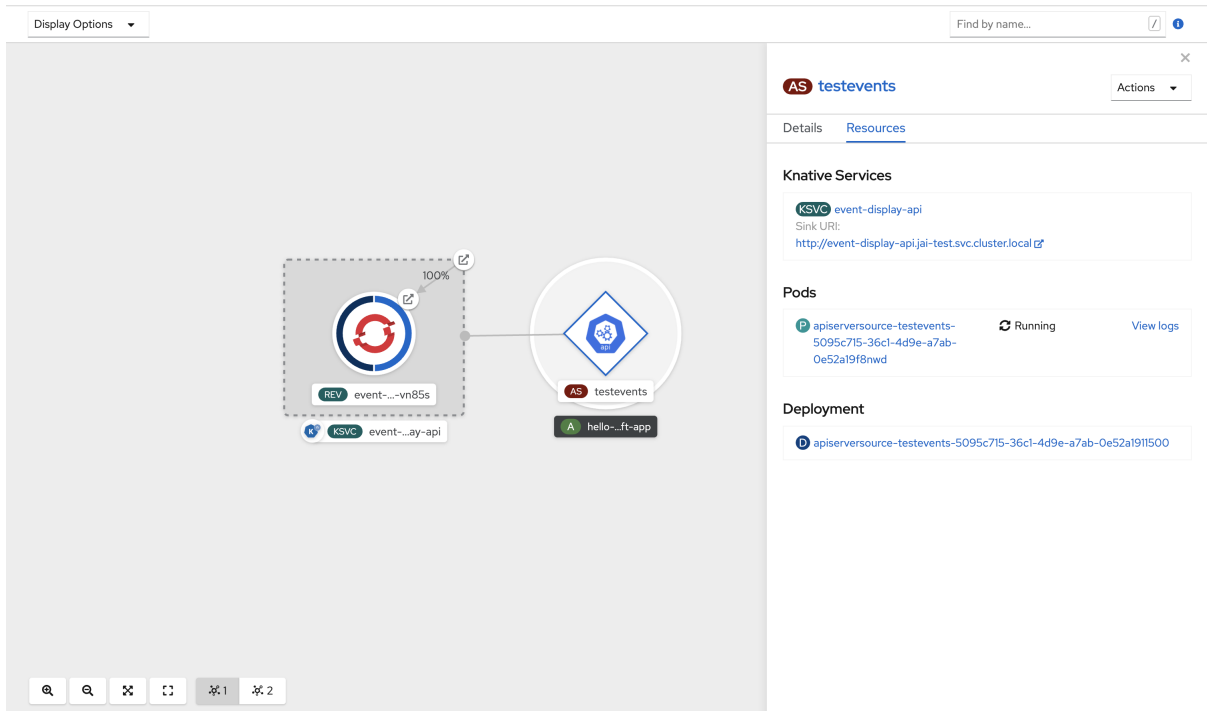 Display Options
Find by name...
/
AS testevents
Actions
Details Resources
Knative Services
KSVC event-display-api
Sink URI:
http://event-display-api.jai-test.svc.cluster.local
Pods
P apiserversource-testevents-
5095c715-36c1-4d9e-a7ab-
0e52a19f8nwd
Running
View logs
Deployment
D apiserversource-testevents-5095c715-36c1-4d9e-a7ab-0e52a1911500
100%
REV event-...-vn85s
K KSVC event-...ay-api
api
AS testevents
A hello-...ft-app
1
2